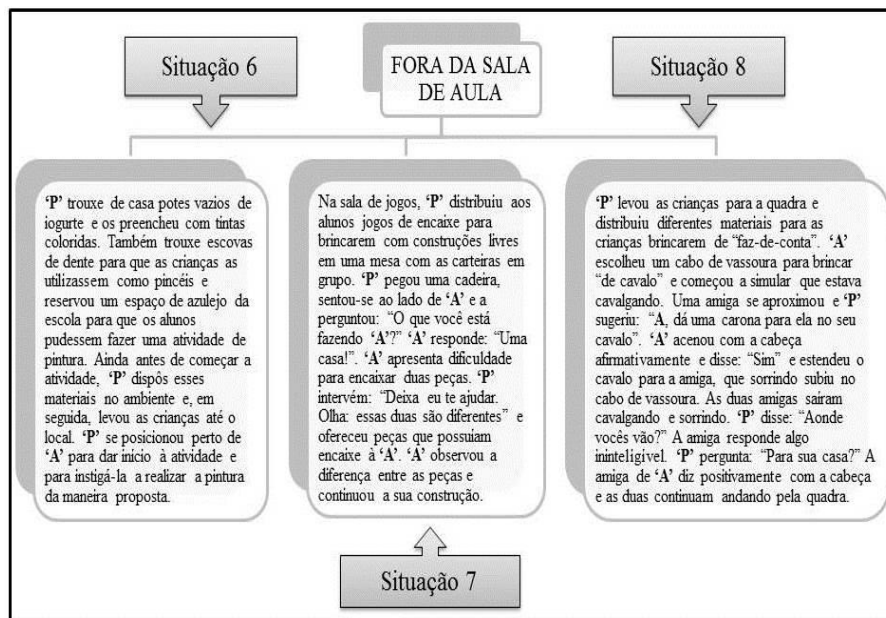 Situação 6
FORA DA SALA
DE AULA
Situação 8
'P' trouxe de casa potes vazios de
iogurte e os preencheu com tintas
coloridas. Também trouxe escovas
de dente para que as crianças as
utilizassem como pincéis e
reservou um espaço de azulejo da
escola para que os alunos
pudessem fazer uma atividade de
pintura. Ainda antes de começar a
atividade, 'P' dispôs esses
materiais no ambiente e, em
seguida, levou as crianças até o
local. 'P' se posicionou perto de
'A' para dar início à atividade e
para instigá-la a realizar a pintura
da maneira proposta.
Na sala de jogos, 'P' distribuiu aos
alunos jogos de encaixe para
brincarem com construções livres
em uma mesa com as carteiras em
grupo. 'P' pegou uma cadeira,
sentou-se ao lado de 'A' e a
perguntou: "O que você está
fazendo 'A'?" 'A' responde: "Uma
casa!". 'A' apresenta dificuldade
para encaixar duas peças. 'P'
intervém: "Deixa eu te ajudar.
Olha: essas duas são diferentes" e
ofereceu peças que possuiam
encaixe à 'A'. 'A' observou a
diferença entre as peças e
continuou a sua construção.
'P' levou as crianças para a quadra e
distribuiu diferentes materiais para as
crianças brincarem de "faz-de-conta". 'A'
escolheu um cabo de vassoura para brincar
"de cavalo" e começou a simular que estava
cavalgando. Uma amiga se aproximou e 'P'
sugeriu: "A, dá uma carona para ela no seu
cavalo". 'A' acenou com a cabeça
afirmativamente e disse: "Sim" e estendeu o
cavalo para a amiga, que sorrindo subiu no
cabo de vassoura. As duas amigas saíram
cavalgando e sorrindo. 'P' disse: "Aonde
vocês vão?" A amiga responde algo
ininteligível. 'P' pergunta: "Para sua casa?" A
amiga de 'A' diz positivamente com a cabeça
e as duas continuam andando pela quadra.
Situação 7